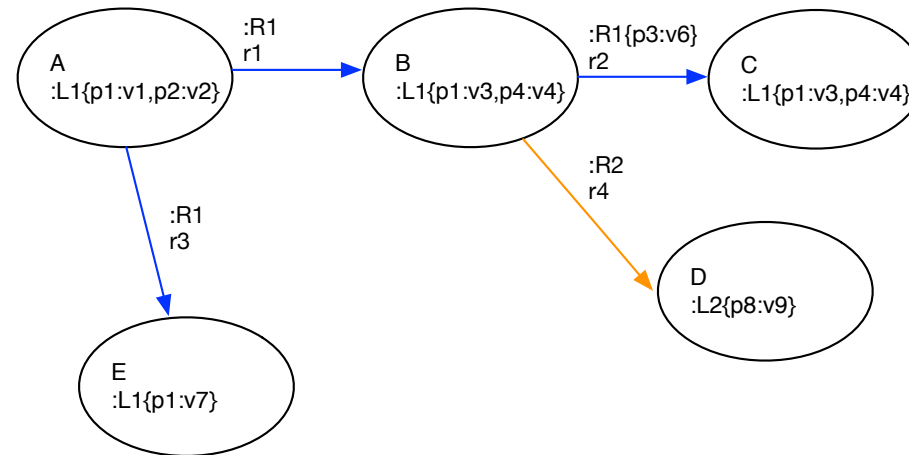 A
:L1{p1:v1,p2:v2}
:R1
r1
B
:L1{p1:v3,p4:v4}
:R1{p3:v6}
r2
C
:L1{p1:v3,p4:v4}
:R1
r3
:R2
r4
D
:L2{p8:v9}
E
:L1{p1:v7}